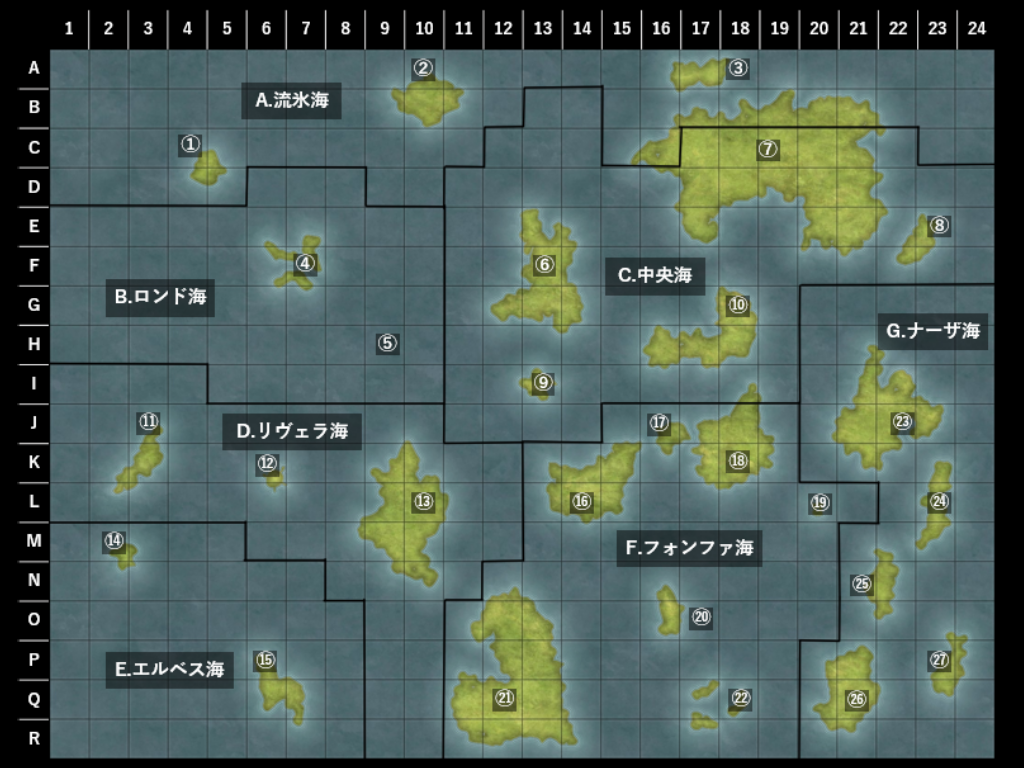 1 2 3 4 5 6 7 8 9 10 11 12 13 14 15 16 17 18 19 20 21 22 23 24
A ② ③
B A.流氷海
C ① ⑦
D
E ⑧
F ④ ⑥ C.中央海
G B.ロンド海 ⑩
H ⑤ G.ナーザ海
I ⑨
J ⑪ D.リヴェラ海 ⑰ ㉓
K ⑫ ⑱
L ⑬ ⑯ ⑲ ㉔
M ⑭ F.フォンファ海
N ㉕
O ⑳
P E.エルベス海 ⑮ ㉗
Q ㉑ ㉒ ㉖
R